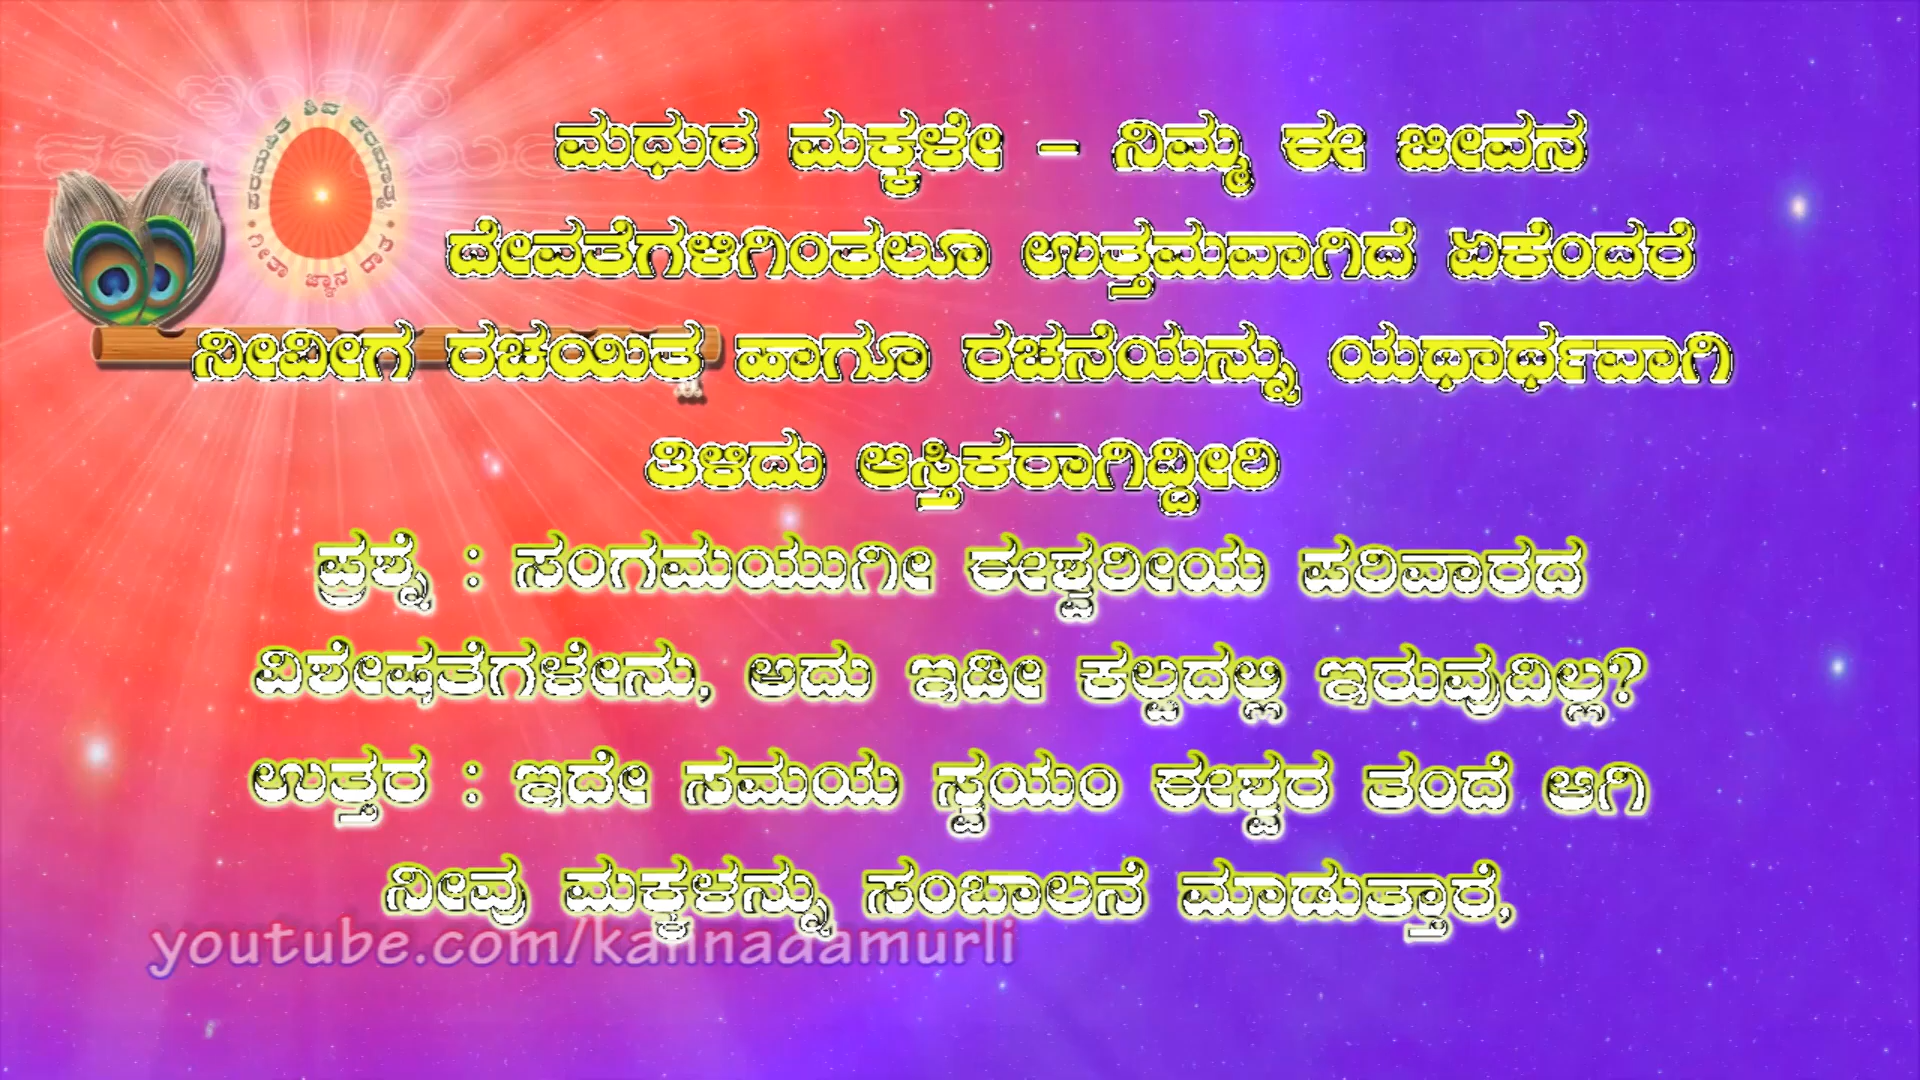 ಪರಮಪಿತ ಶಿವ ಪರಮಾತ್ಮ
ಗೀತಾ ಜ್ಞಾನ ದಾತ
ಮಧುರ ಮಕ್ಕಳೇ – ನಿಮ್ಮ ಈ ಜೀವನ
ದೇವತೆಗಳಿಗಿಂತಲೂ ಉತ್ತಮವಾಗಿದೆ ಏಕೆಂದರೆ
ನೀವೀಗ ರಚಯಿತ ಹಾಗೂ ರಚನೆಯನ್ನು ಯಥಾರ್ಥವಾಗಿ
ತಿಳಿದು ಆಸ್ತಿಕರಾಗಿದ್ದೀರಿ
ಪ್ರಶ್ನೆ : ಸಂಗಮಯುಗೀ ಈಶ್ವರೀಯ ಪರಿವಾರದ
ವಿಶೇಷತೆಗಳೇನು, ಅದು ಇಡೀ ಕಲ್ಪದಲ್ಲಿ ಇರುವುದಿಲ್ಲ?
ಉತ್ತರ : ಇದೇ ಸಮಯ ಸ್ವಯಂ ಈಶ್ವರ ತಂದೆ ಆಗಿ
ನೀವು ಮಕ್ಕಳನ್ನು ಸಂಬಾಲನೆ ಮಾಡುತ್ತಾರೆ,
youtube.com/kannadamurli